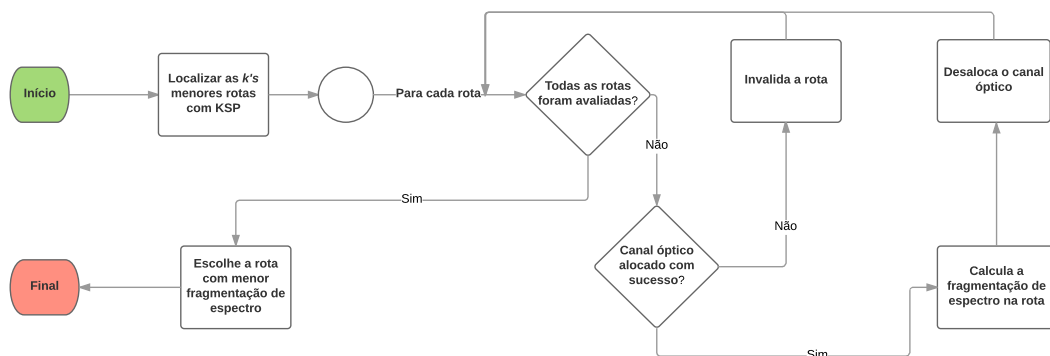 Início
Localizar as k's
menores rotas
com KSP
Para cada rota
Todas as rotas
foram avaliadas?
Invalida a rota
Desaloca o canal
óptico
Não
Sim
Canal óptico
alocado com
sucesso?
Não
Final
Escolhe a rota
com menor
fragmentação de
espectro
Calcula a
fragmentação de
espectro na rota
Sim